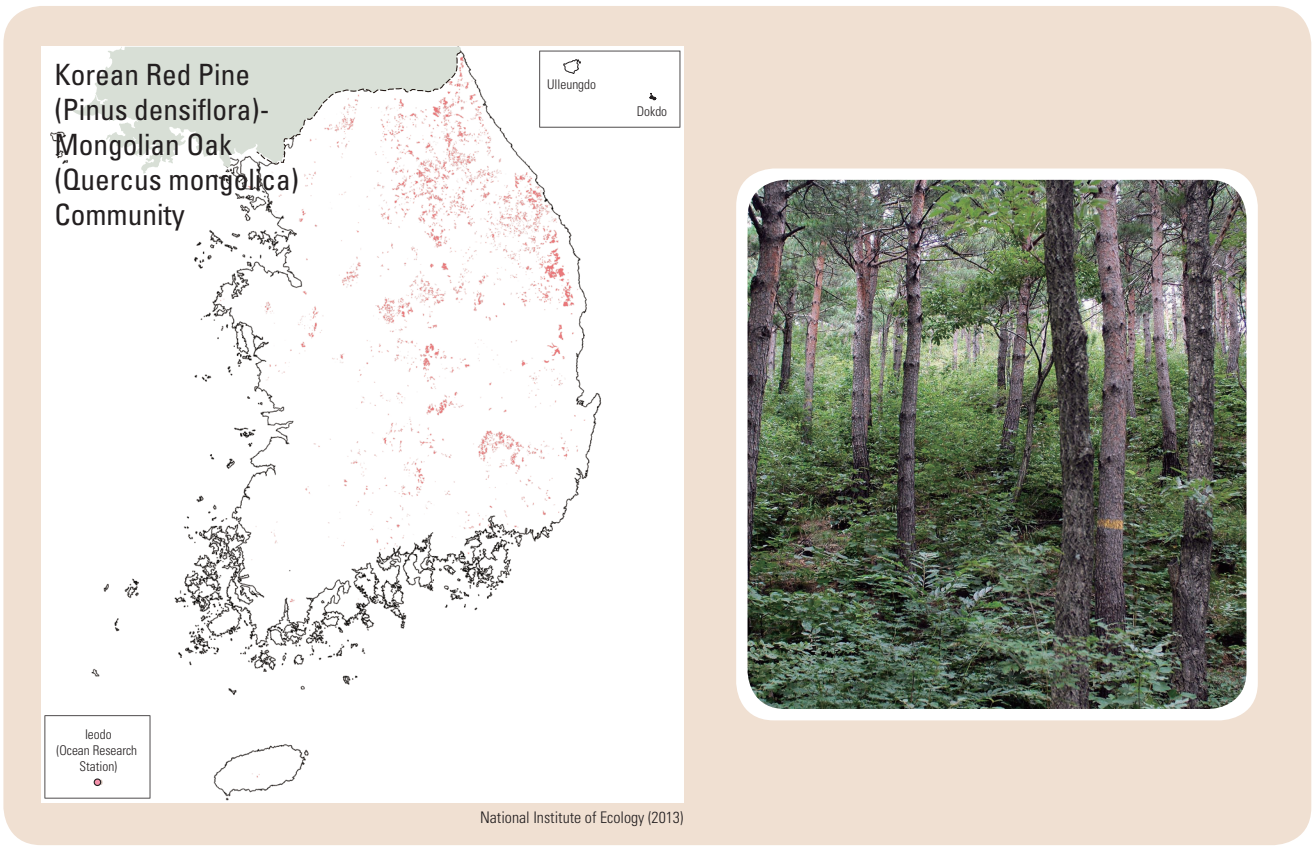 Korean Red Pine
(Pinus densiflora)-
Mongolian Oak
(Quercus mongolica)
Community
Ulleungdo
Dokdo
Ieodo
(Ocean Research
Station)
National Institute of Ecology (2013)